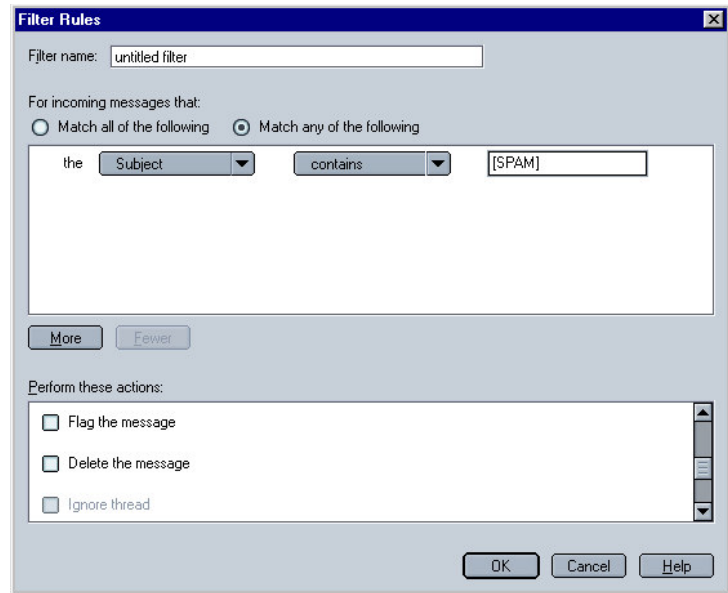 Filter Rules
Filter name: untitled filter
For incoming messages that:
Match all of the following Match any of the following
the Subject contains [SPAM]
More Fewer
Perform these actions:
Flag the message
Delete the message
Ignore thread
OK Cancel Help